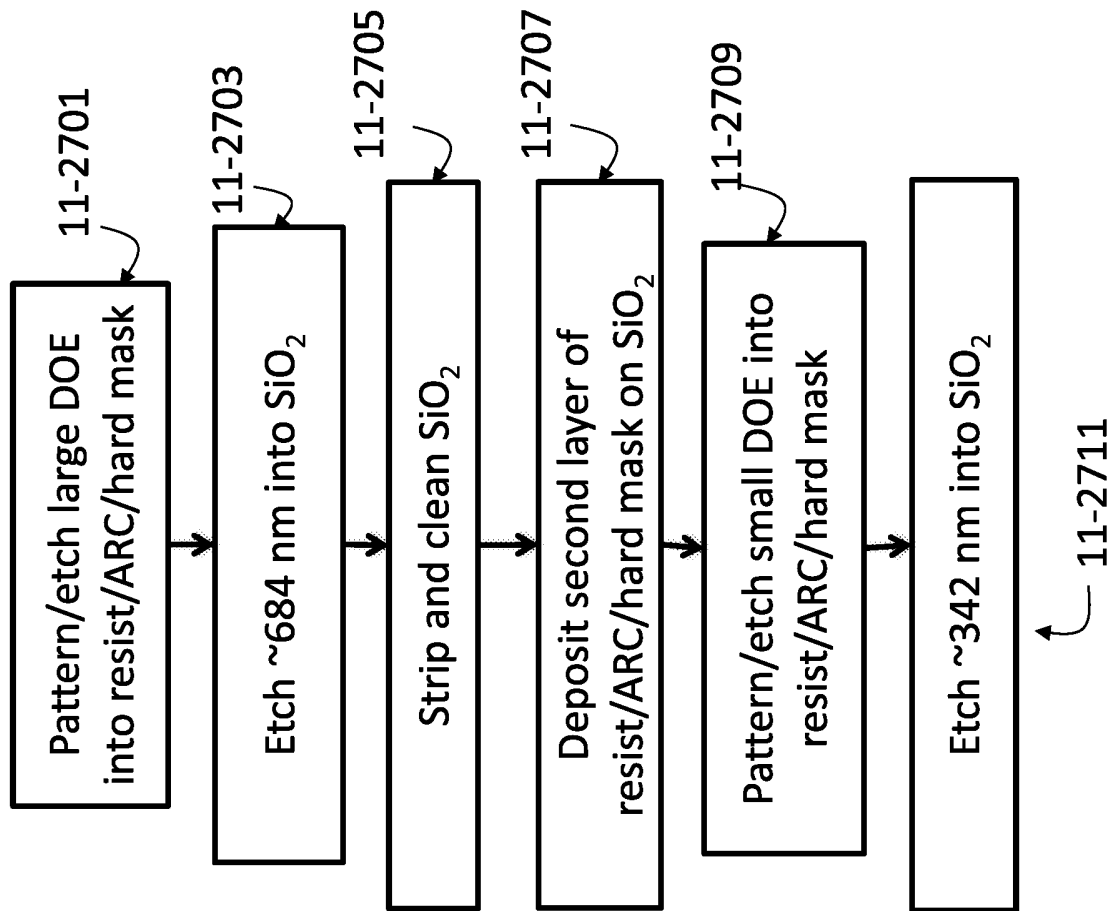 Pattern/etch large DOE
into resist/ARC/hard mask
11-2701
Etch ~684 nm into SiO₂
11-2703
Strip and clean SiO₂
11-2705
Deposit second layer of
resist/ARC/hard mask on SiO₂
11-2707
Pattern/etch small DOE into
resist/ARC/hard mask
11-2709
Etch ~342 nm into SiO₂
11-2711